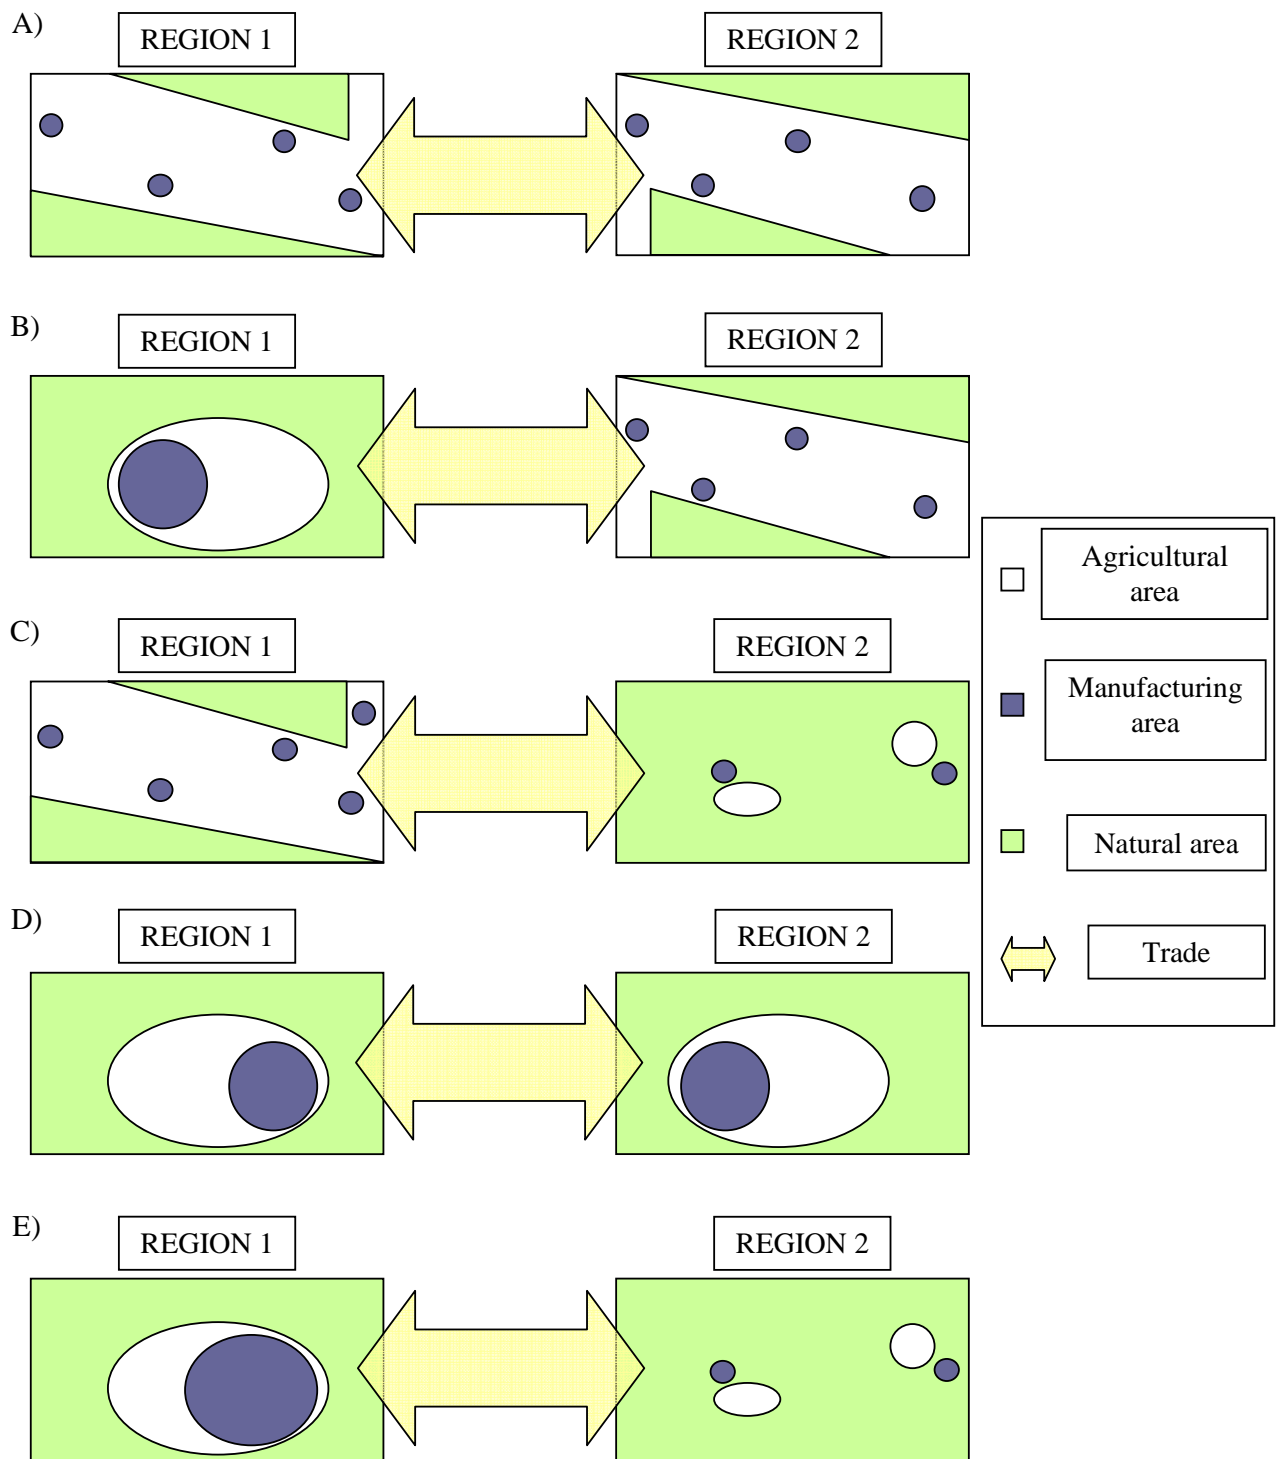 A)
REGION 1
REGION 2
B)
REGION 1
REGION 2
C)
REGION 1
REGION 2
D)
REGION 1
REGION 2
E)
REGION 1
REGION 2
Agricultural
area
Manufacturing
area
Natural area
Trade